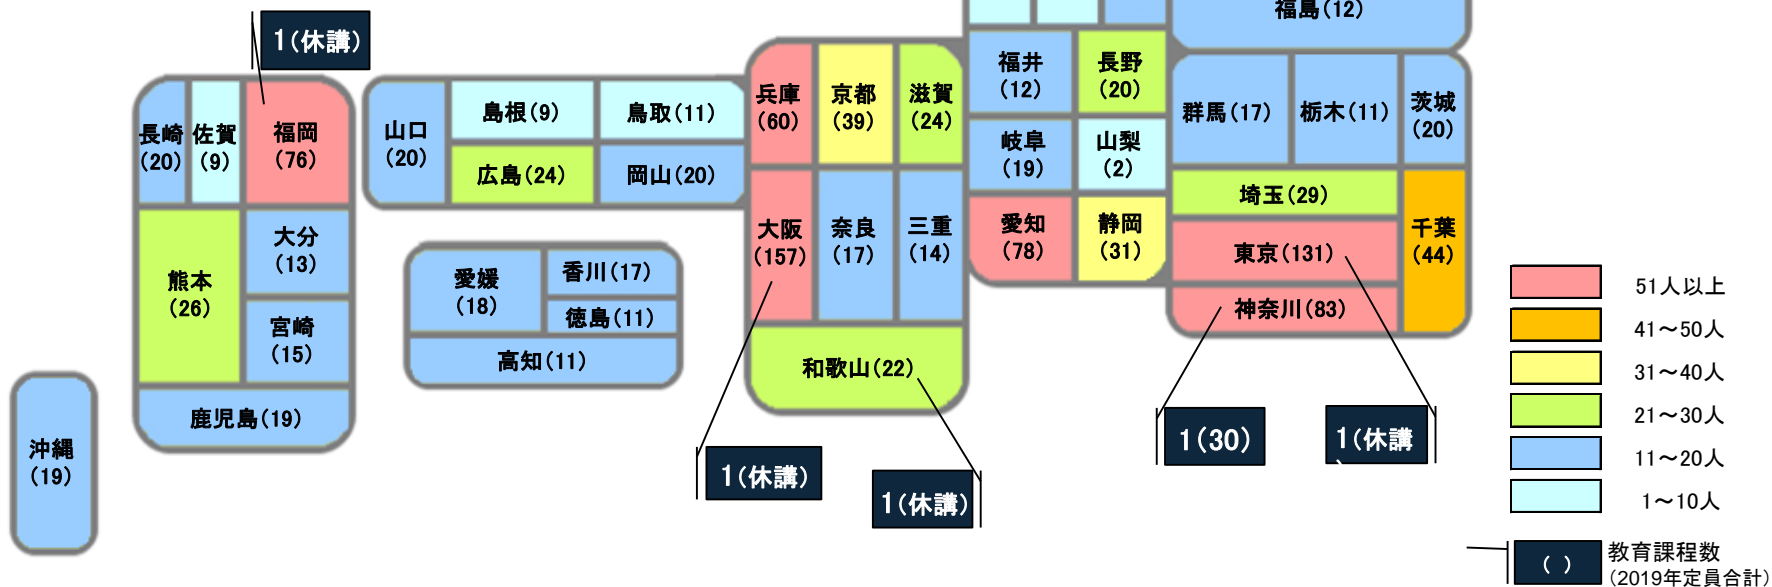 福島(12)
1(休講)
長崎
(20)
佐賀
(9)
福岡
(76)
熊本
(26)
大分
(13)
宮崎
(15)
鹿児島(19)
沖縄
(19)
山口
(20)
島根(9)
鳥取(11)
広島(24)
岡山(20)
愛媛
(18)
香川(17)
徳島(11)
高知(11)
兵庫
(60)
京都
(39)
滋賀
(24)
大阪
(157)
奈良
(17)
三重
(14)
和歌山(22)
1(休講)
1(休講)
福井
(12)
長野
(20)
岐阜
(19)
山梨
(2)
愛知
(78)
静岡
(31)
群馬(17)
栃木(11)
茨城
(20)
埼玉(29)
東京(131)
神奈川(83)
千葉
(44)
1(30)
1(休講
)
51人以上
41～50人
31～40人
21～30人
11～20人
1～10人
( )
教育課程数
(2019年定員合計)